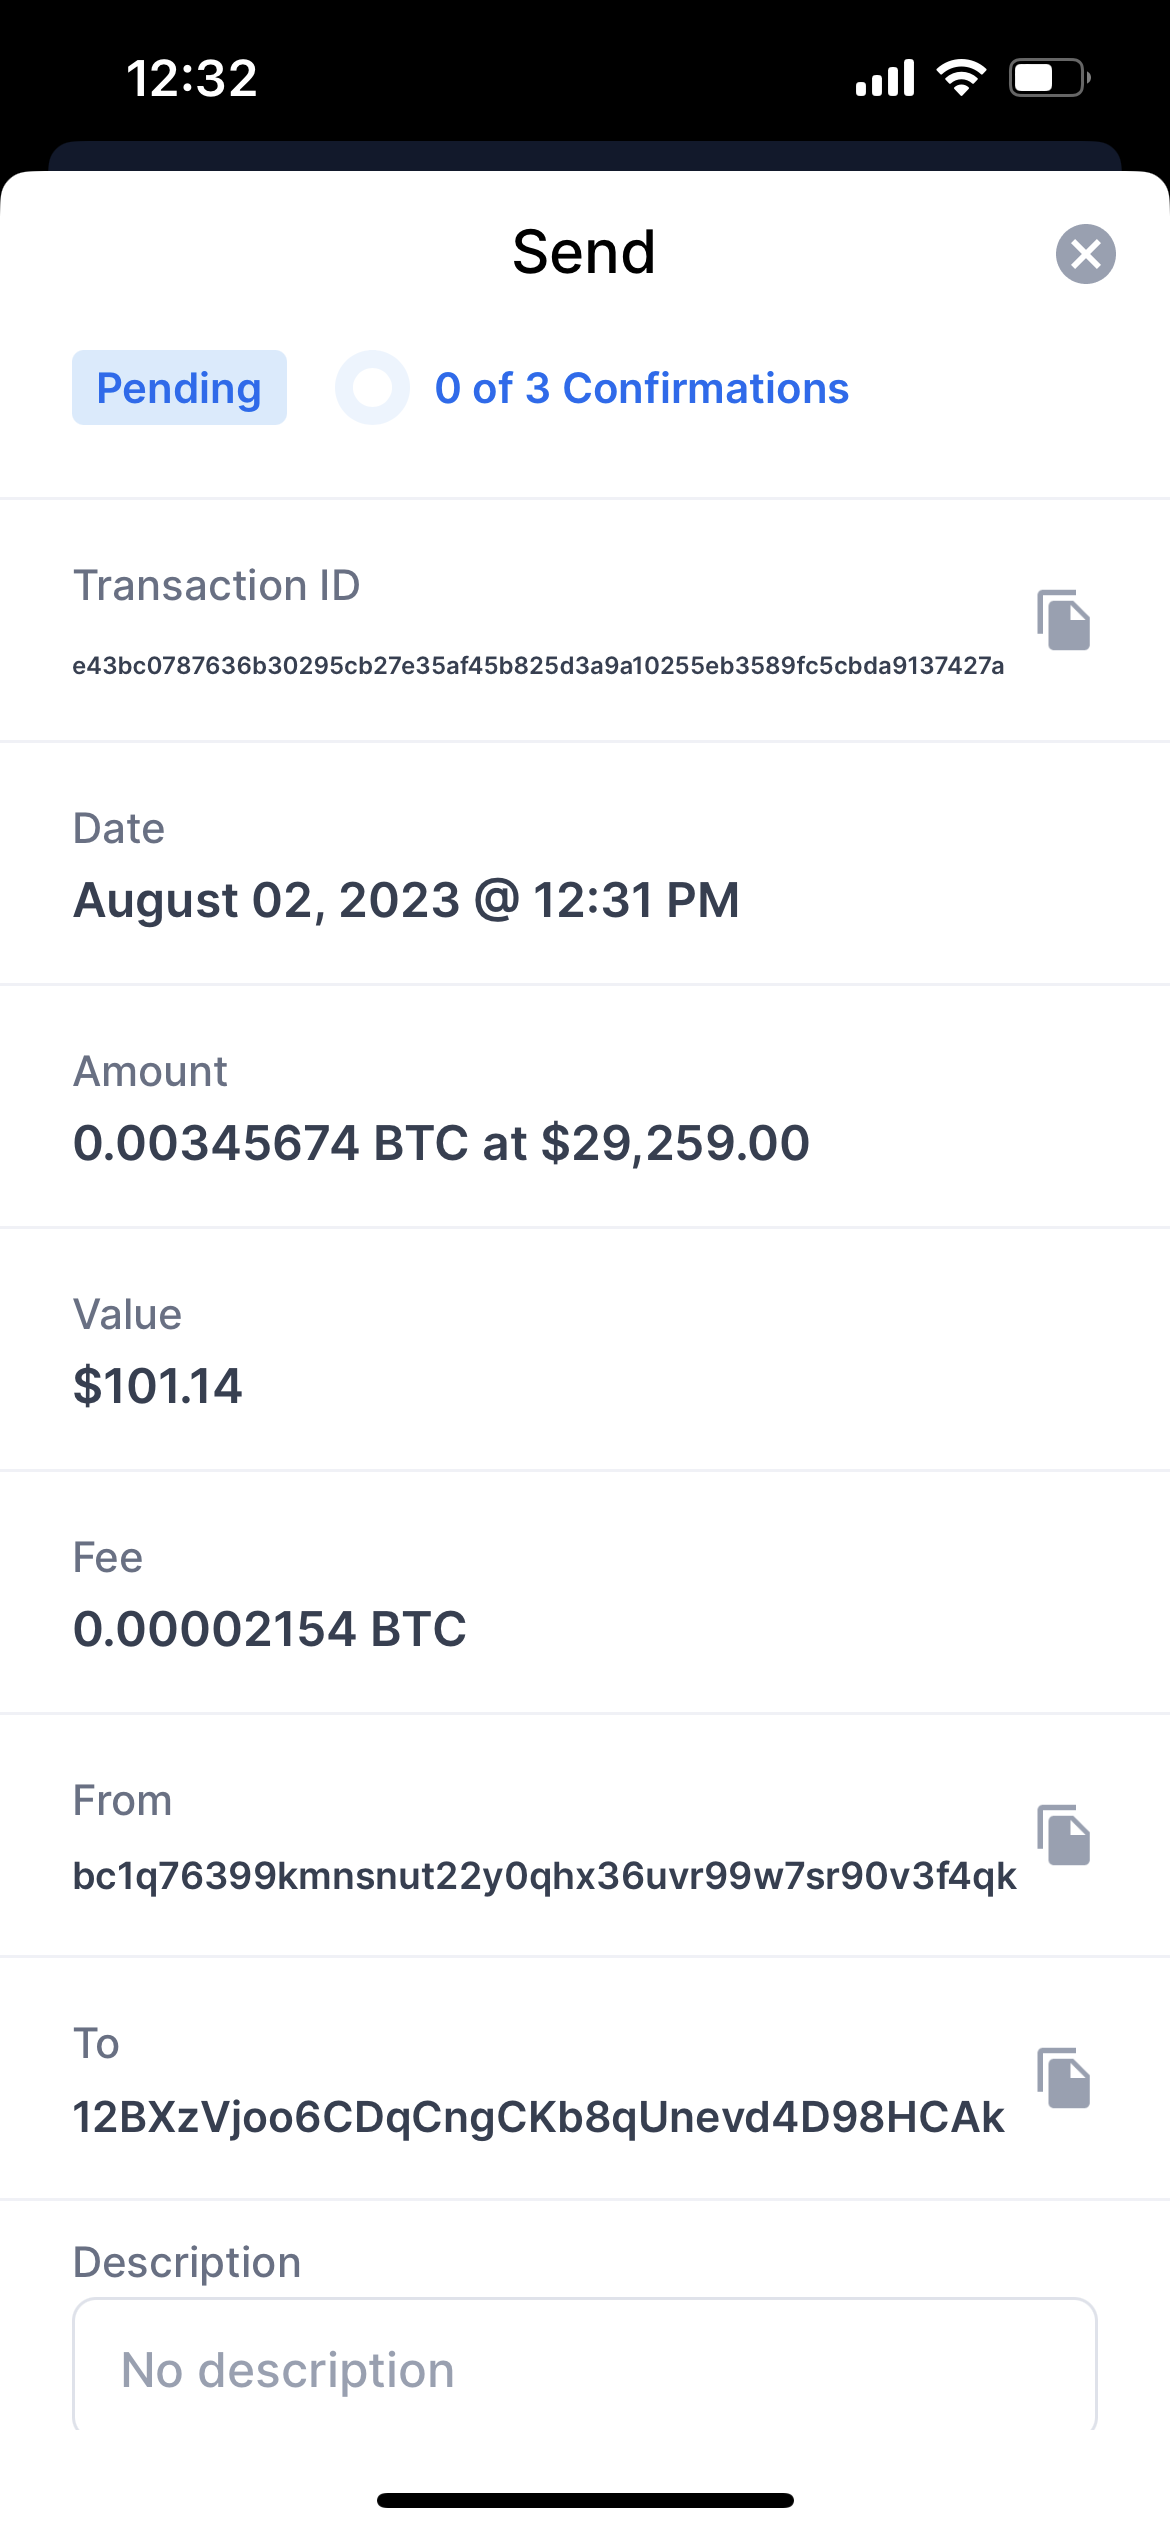 12:32
Send
Pending 0 of 3 Confirmations
Transaction ID
e43bc0787636b30295cb27e35af45b825d3a9a10255eb3589fc5cbda9137427a
Date
August 02, 2023 @ 12:31 PM
Amount
0.00345674 BTC at $29,259.00
Value
$101.14
Fee
0.00002154 BTC
From
bc1q76399kmnsnut22y0qhx36uvr99w7sr90v3f4qk
To
12BXzVjoo6CDqCngCKb8qUnevd4D98HCAk
Description
No description